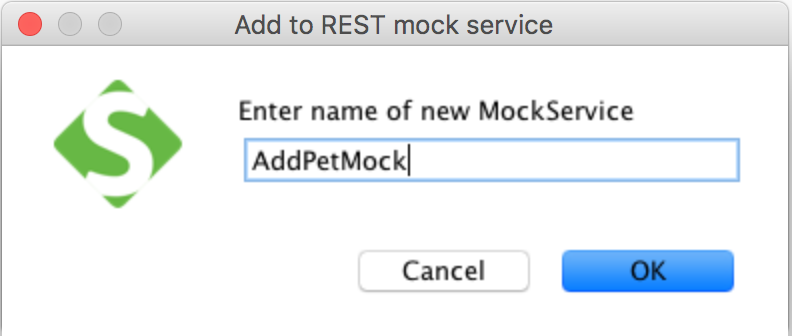 Add to REST mock service
Enter name of new MockService
AddPetMock
Cancel
OK